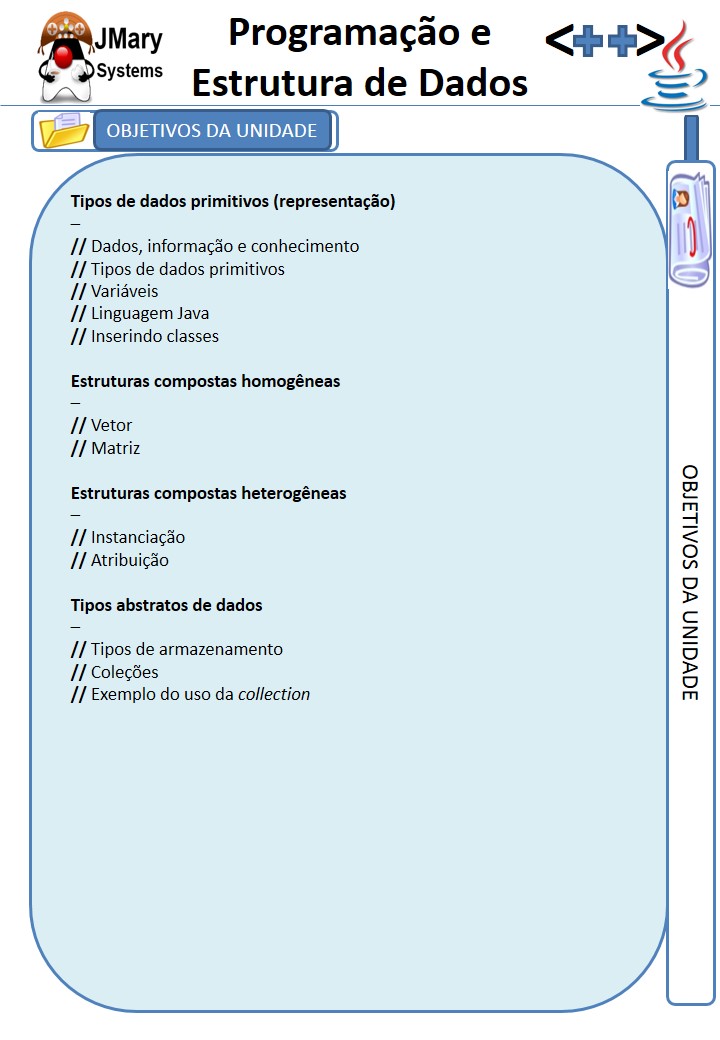 JMary
Systems
Programação e
Estrutura de Dados
<++>
OBJETIVOS DA UNIDADE
Tipos de dados primitivos (representação)
–
// Dados, informação e conhecimento
// Tipos de dados primitivos
// Variáveis
// Linguagem Java
// Inserindo classes
Estruturas compostas homogêneas
–
// Vetor
// Matriz
Estruturas compostas heterogêneas
–
// Instanciação
// Atribuição
Tipos abstratos de dados
–
// Tipos de armazenamento
// Coleções
// Exemplo do uso da collection
OBJETIVOS DA UNIDADE